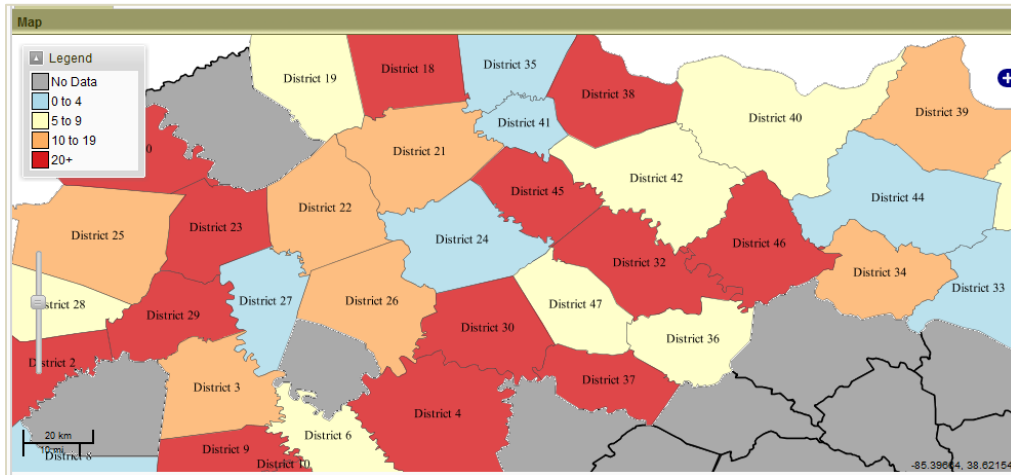 Map
Legend
No Data
0 to 4
5 to 9
10 to 19
20+
District 19
District 18
District 35
District 38
District 40
District 39
District 41
District 21
District 42
District 45
District 44
District 22
District 23
District 25
District 24
District 46
District 32
District 34
District 33
District 28
District 27
District 26
District 47
District 29
District 30
District 36
District 2
District 3
District 37
District 4
District 6
District 9
District 10
District 8
20 km
10 mi